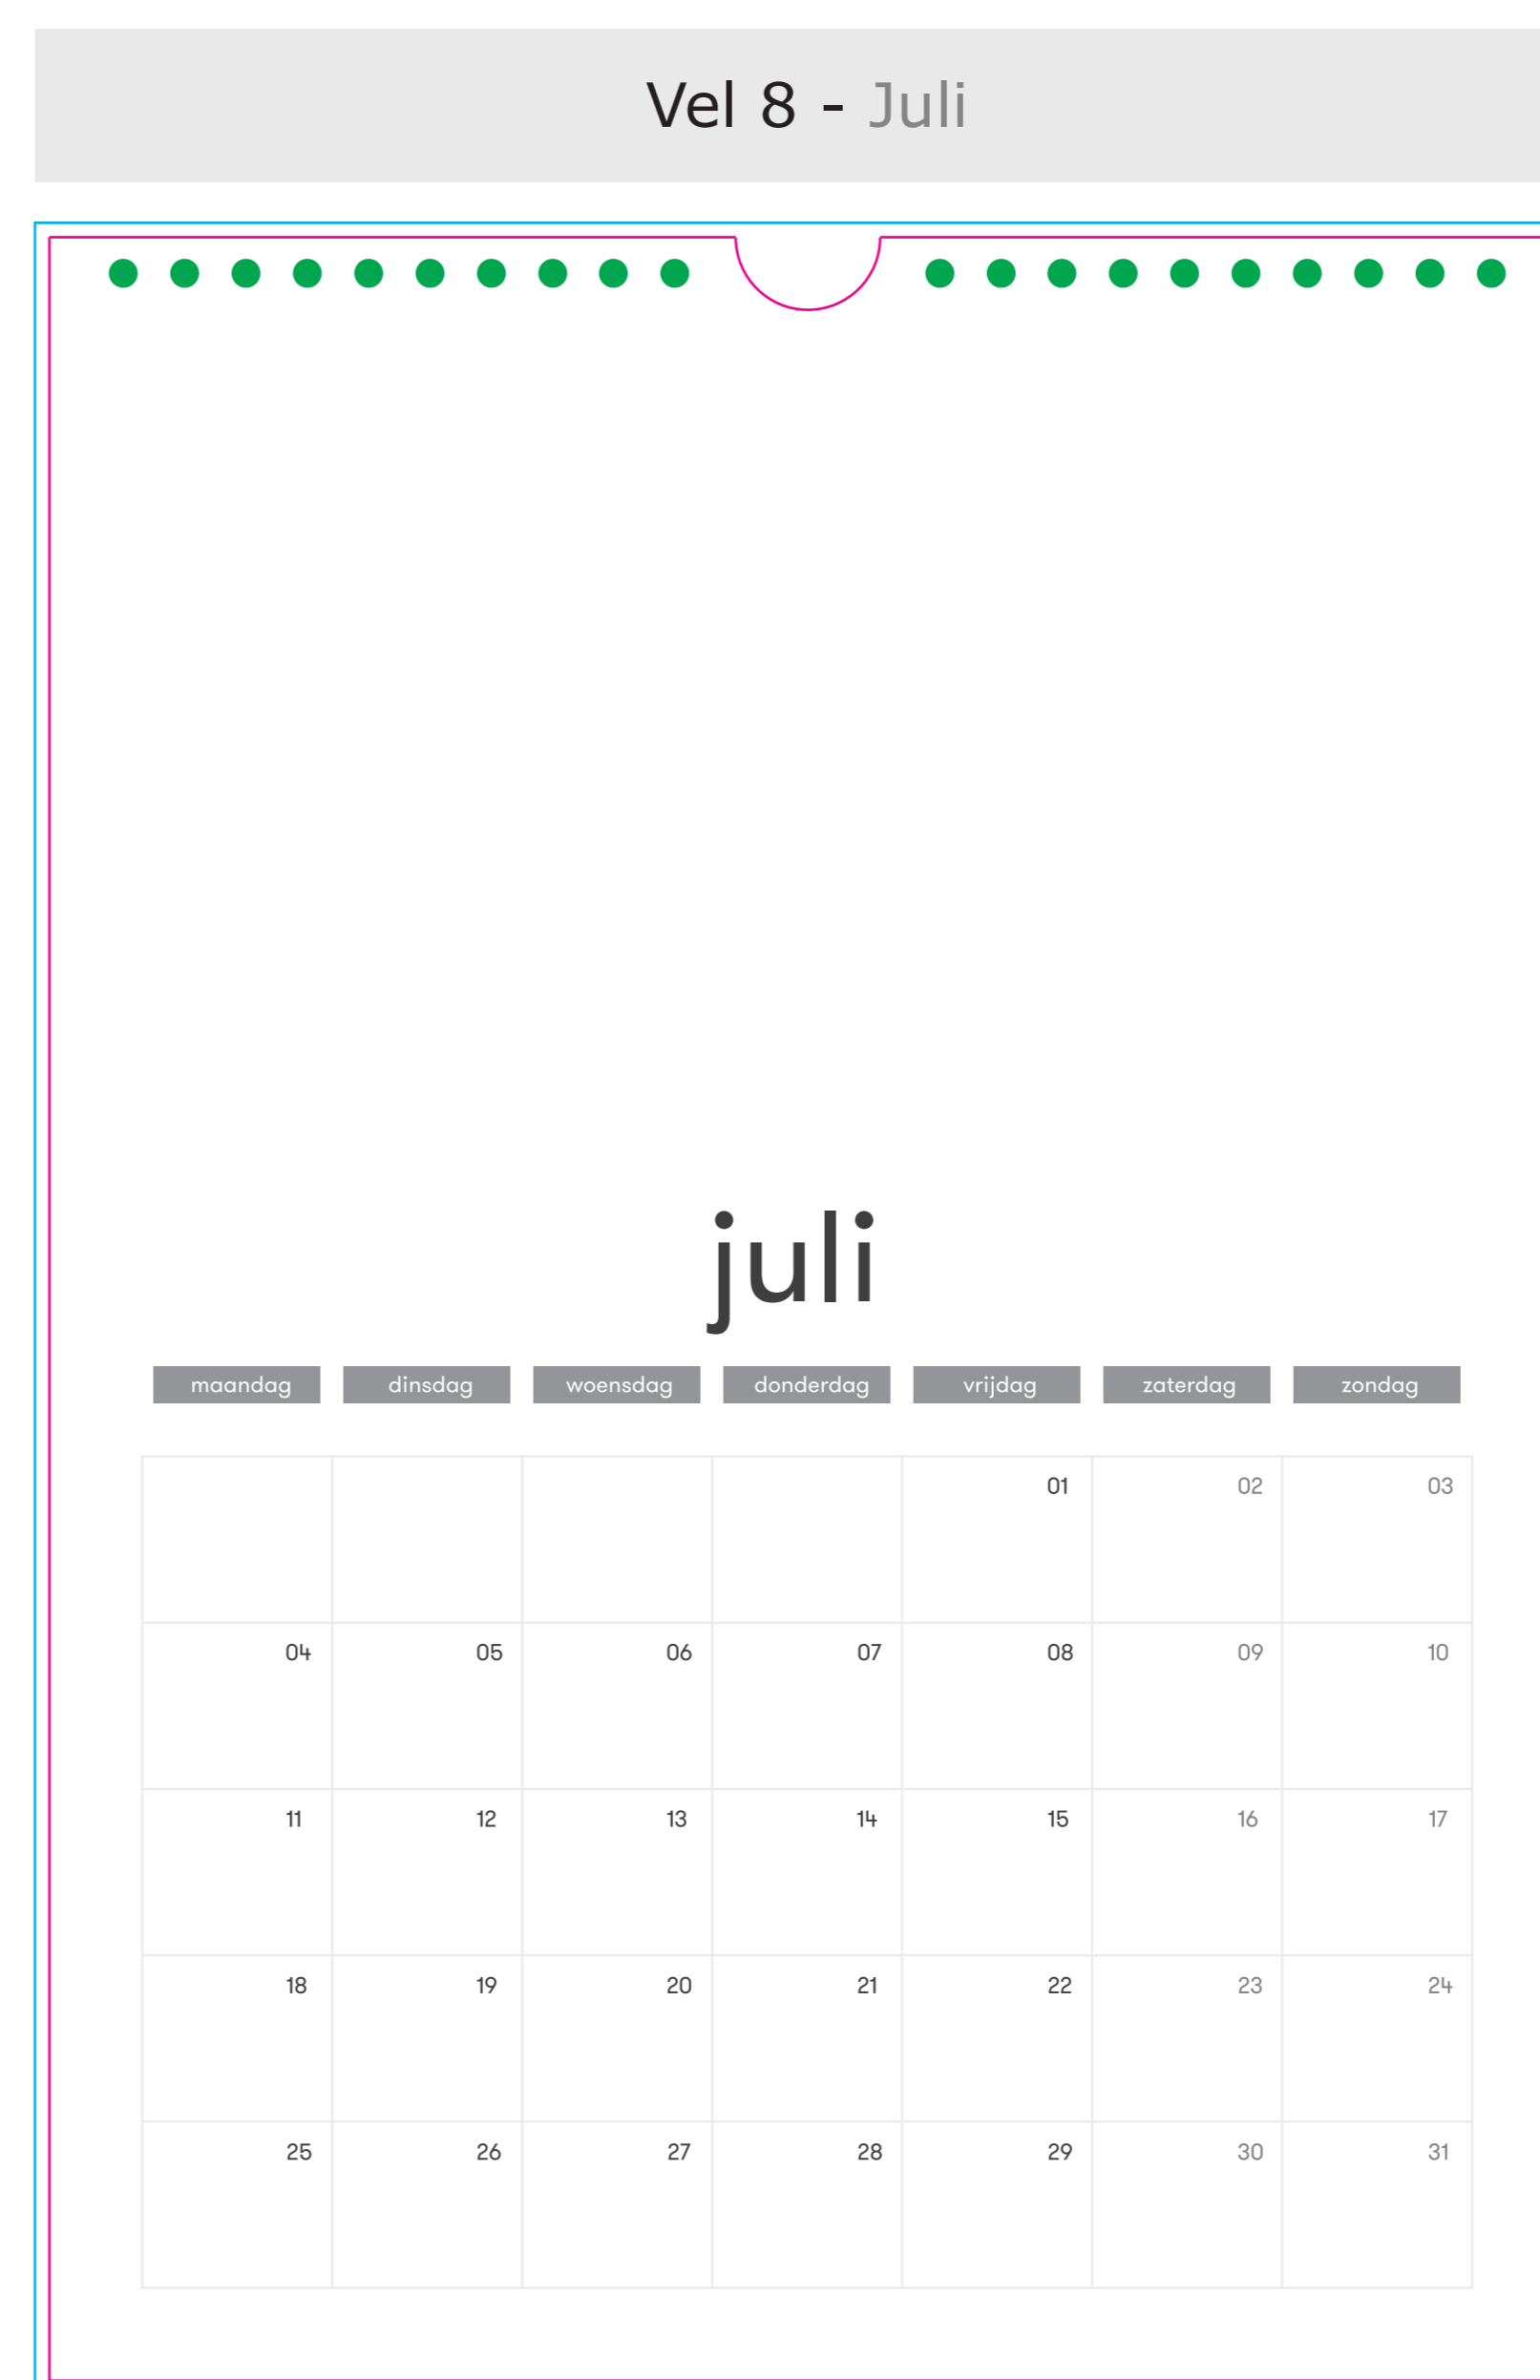 Vel 8 - Juli
juli
maandag dinsdag woensdag donderdag vrijdag zaterdag zondag
01 02 03
04 05 06 07 08 09 10
11 12 13 14 15 16 17
18 19 20 21 22 23 24
25 26 27 28 29 30 31